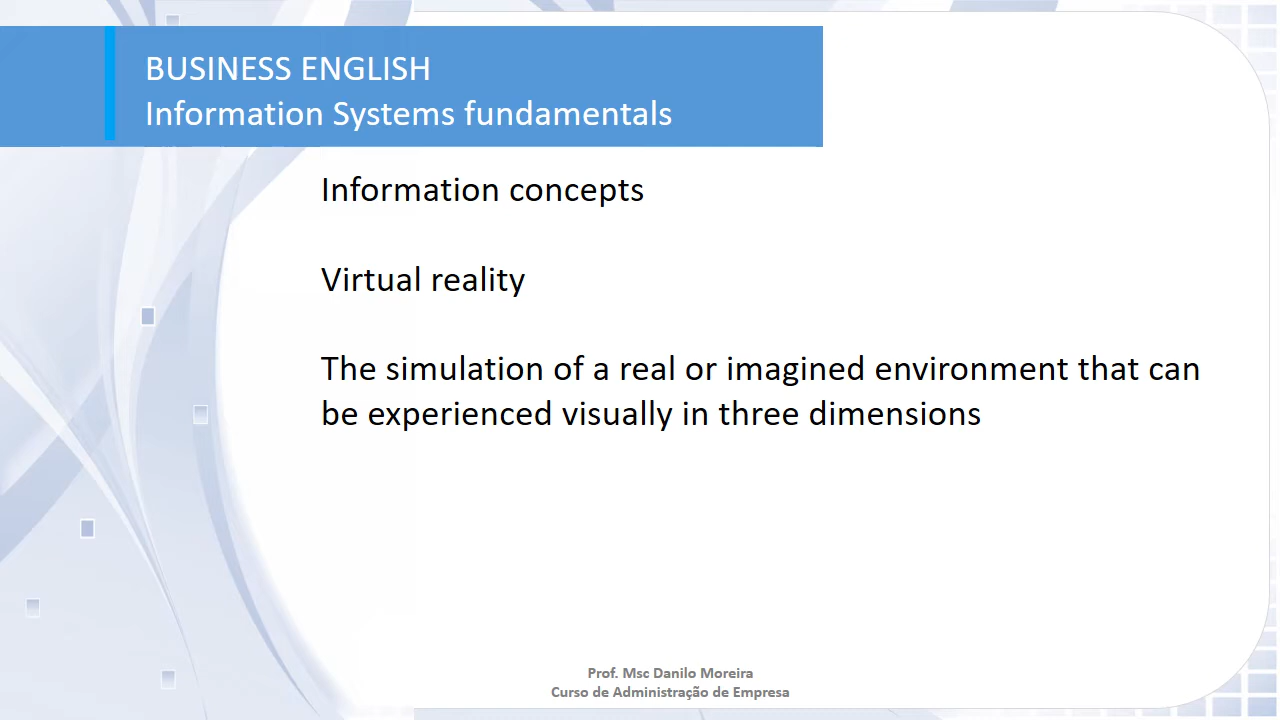 BUSINESS ENGLISH
Information Systems fundamentals
Information concepts
Virtual reality
The simulation of a real or imagined environment that can
be experienced visually in three dimensions
Prof. Msc Danilo Moreira
Curso de Administração de Empresa